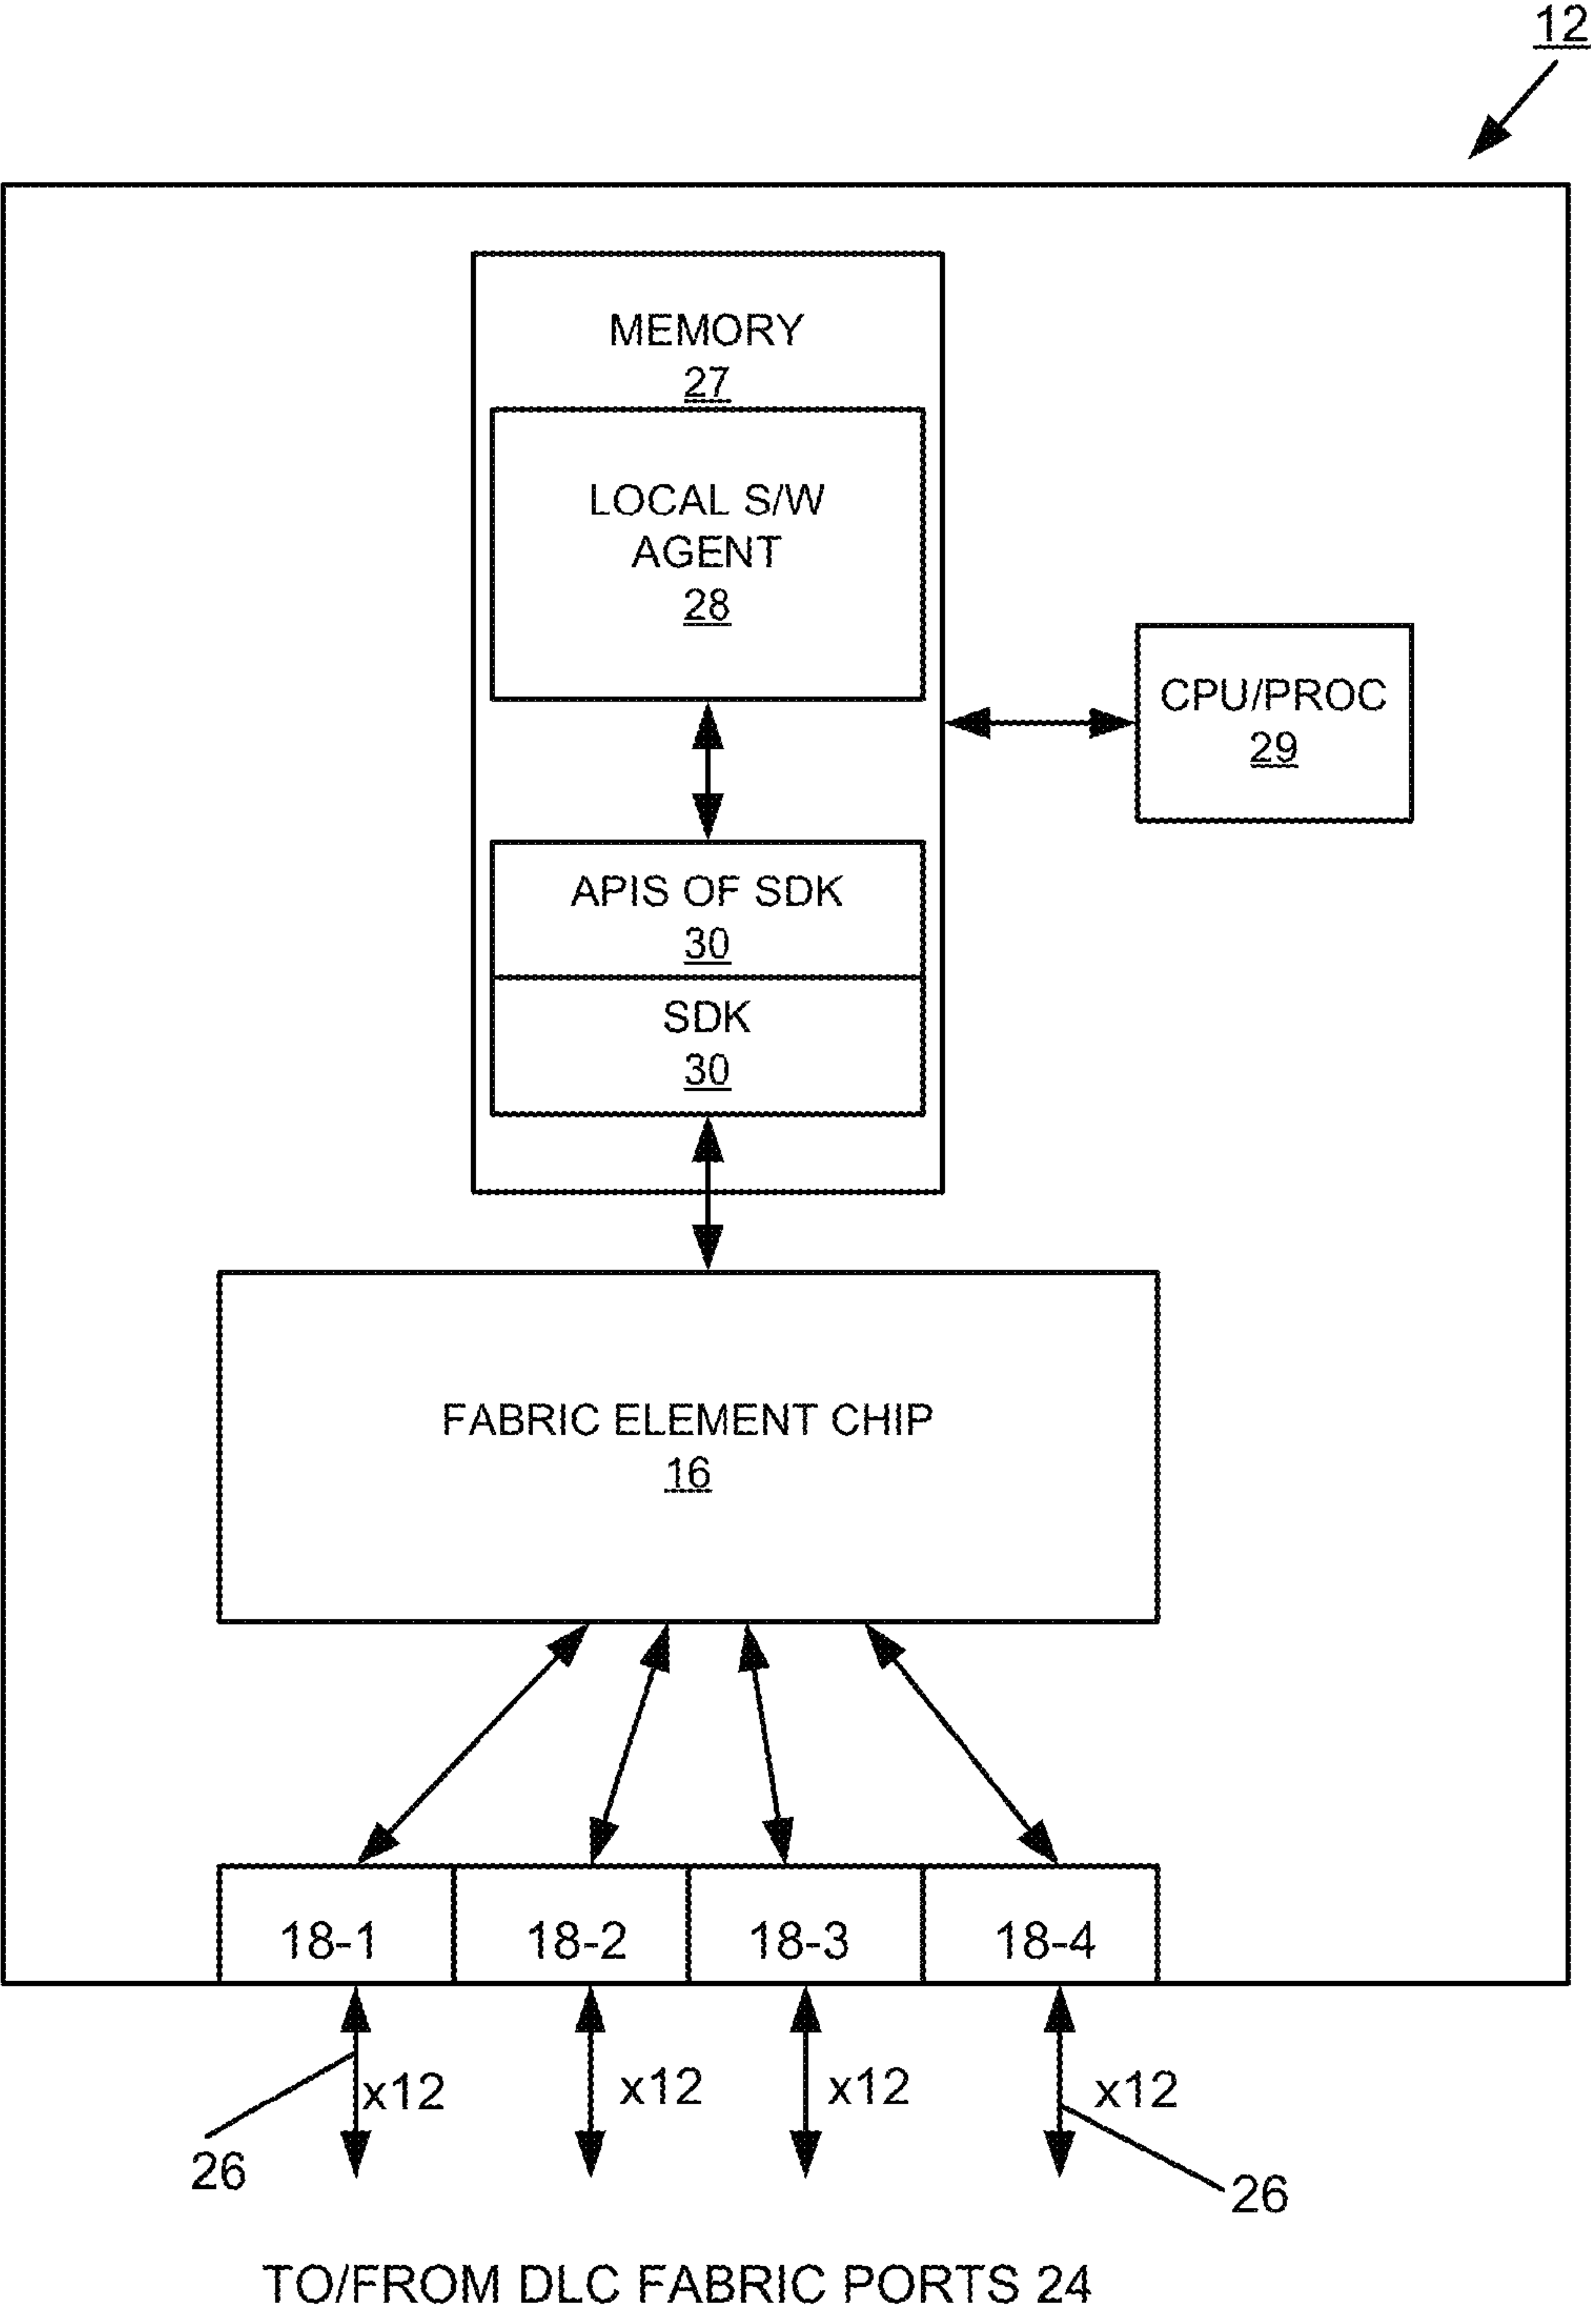 12
MEMORY
27
LOCAL S/W
AGENT
28
CPU/PROC
29
APIS OF SDK
30
SDK
30
FABRIC ELEMENT CHIP
16
18-1 18-2 18-3 18-4
x12 x12 x12 x12
26 26
TO/FROM DLC FABRIC PORTS 24